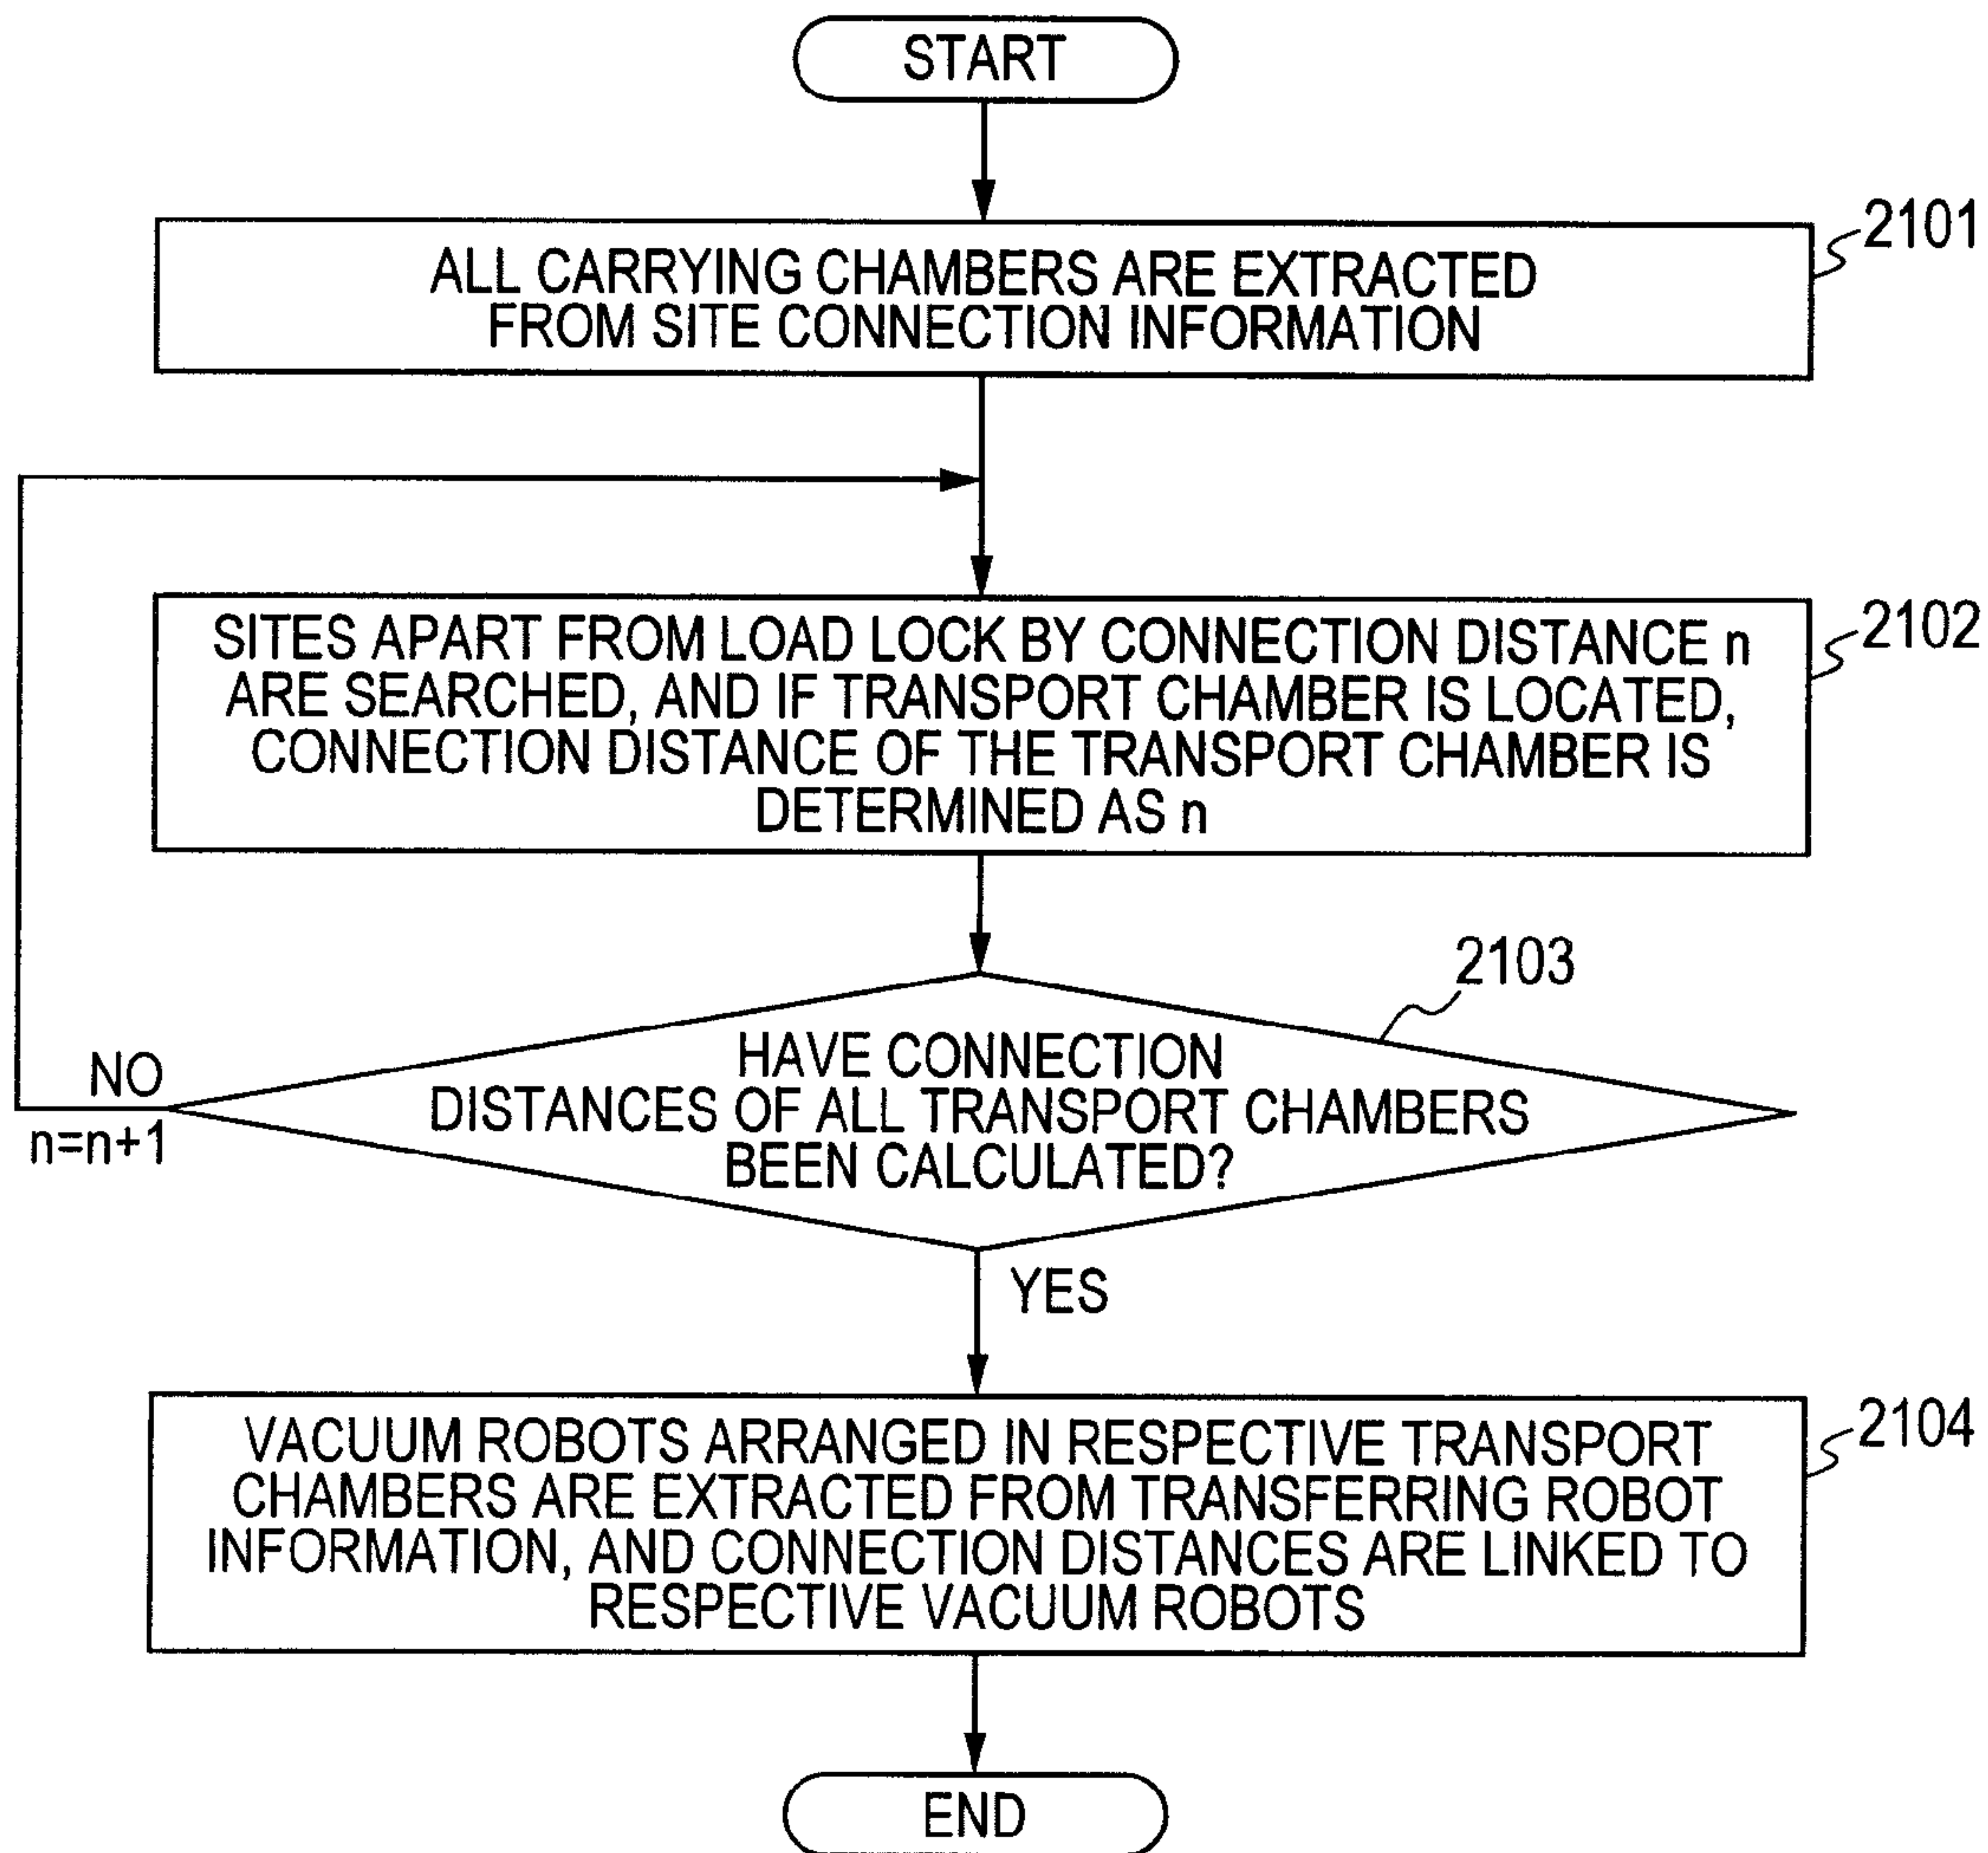 START
2101
ALL CARRYING CHAMBERS ARE EXTRACTED
FROM SITE CONNECTION INFORMATION
2102
SITES APART FROM LOAD LOCK BY CONNECTION DISTANCE n
ARE SEARCHED, AND IF TRANSPORT CHAMBER IS LOCATED,
CONNECTION DISTANCE OF THE TRANSPORT CHAMBER IS
DETERMINED AS n
2103
HAVE CONNECTION
DISTANCES OF ALL TRANSPORT CHAMBERS
BEEN CALCULATED?
NO
n=n+1
YES
2104
VACUUM ROBOTS ARRANGED IN RESPECTIVE TRANSPORT
CHAMBERS ARE EXTRACTED FROM TRANSFERRING ROBOT
INFORMATION, AND CONNECTION DISTANCES ARE LINKED TO
RESPECTIVE VACUUM ROBOTS
END